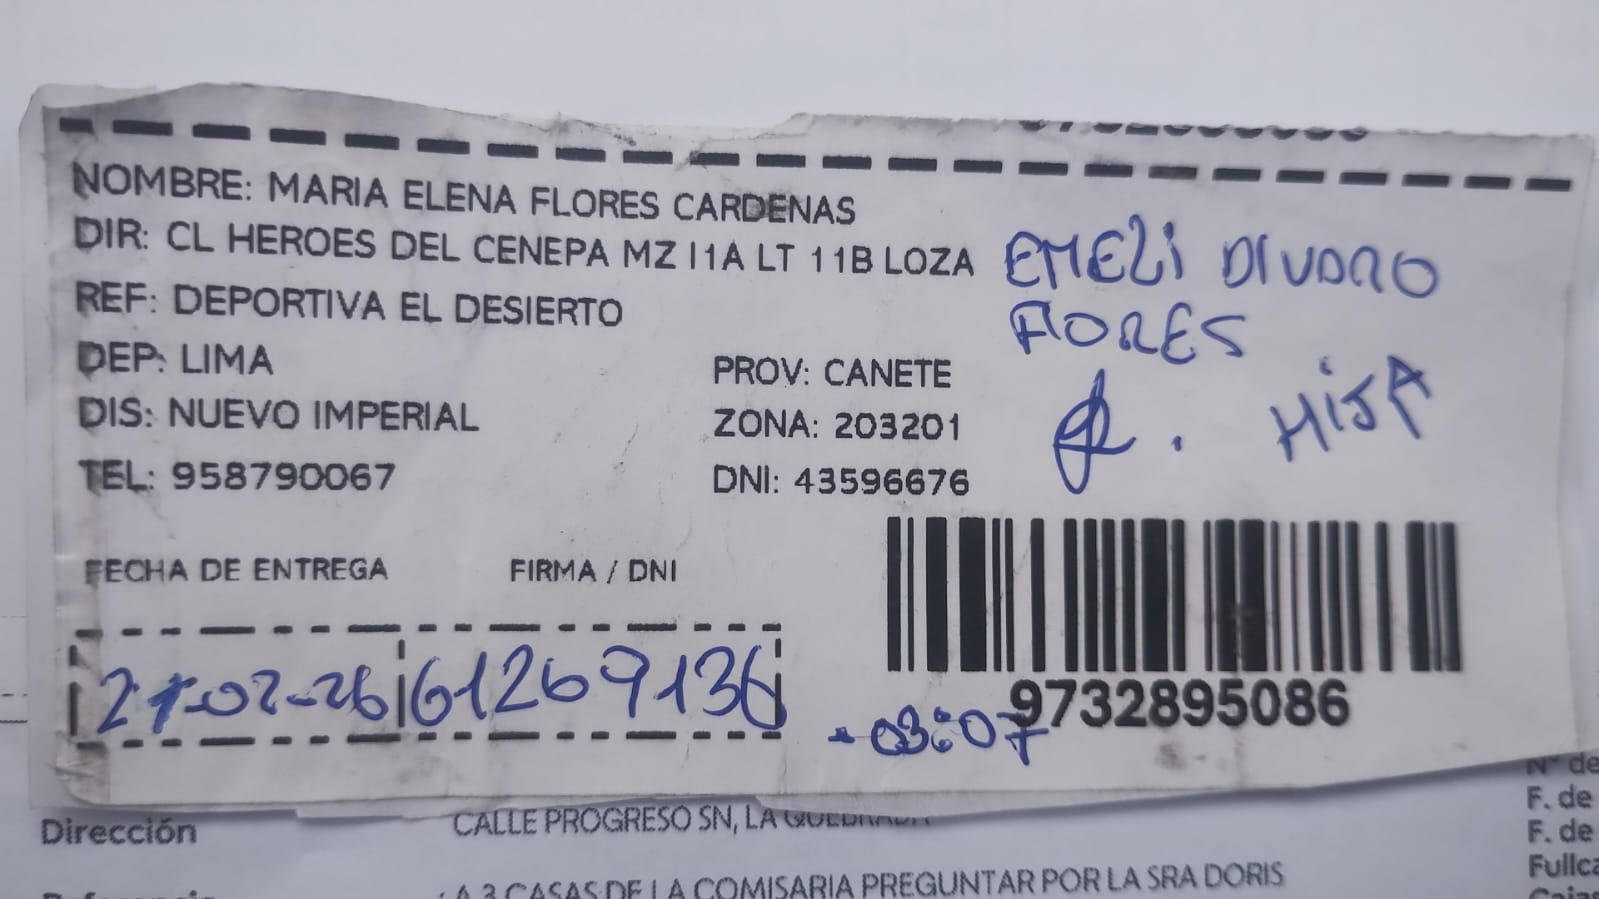 NOMBRE: MARIA ELENA FLORES CARDENAS
DIR: CL HEROES DEL CENEPA MZ I1A LT 11B LOZA
REF: DEPORTIVA EL DESIERTO
DEP: LIMA
PROV: CANETE
DIS: NUEVO IMPERIAL
ZONA: 203201
TEL: 958790067
DNI: 43596676
EMELI
FLORES
HIJA
FECHA DE ENTREGA
FIRMA / DNI
21-02-26
61269136
03:07
9732895086
Dirección
CALLE PROGRESO SN, LA QUEBRADA
A 3 CASAS DE LA COMISARIA PREGUNTAR POR LA SRA DORIS
N° de
F. de
F. de